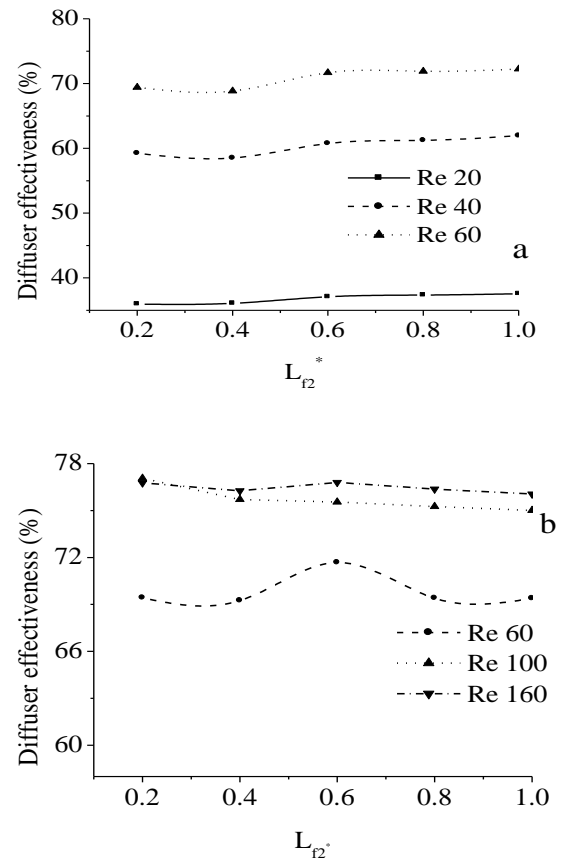 80
70
60
50
40
Diffuser effectiveness (%)
Re 20
Re 40
Re 60
a
0.2 0.4 0.6 0.8 1.0
L_f2*
78
72
66
60
Diffuser effectiveness (%)
b
Re 60
Re 100
Re 160
0.2 0.4 0.6 0.8 1.0
L_f2*